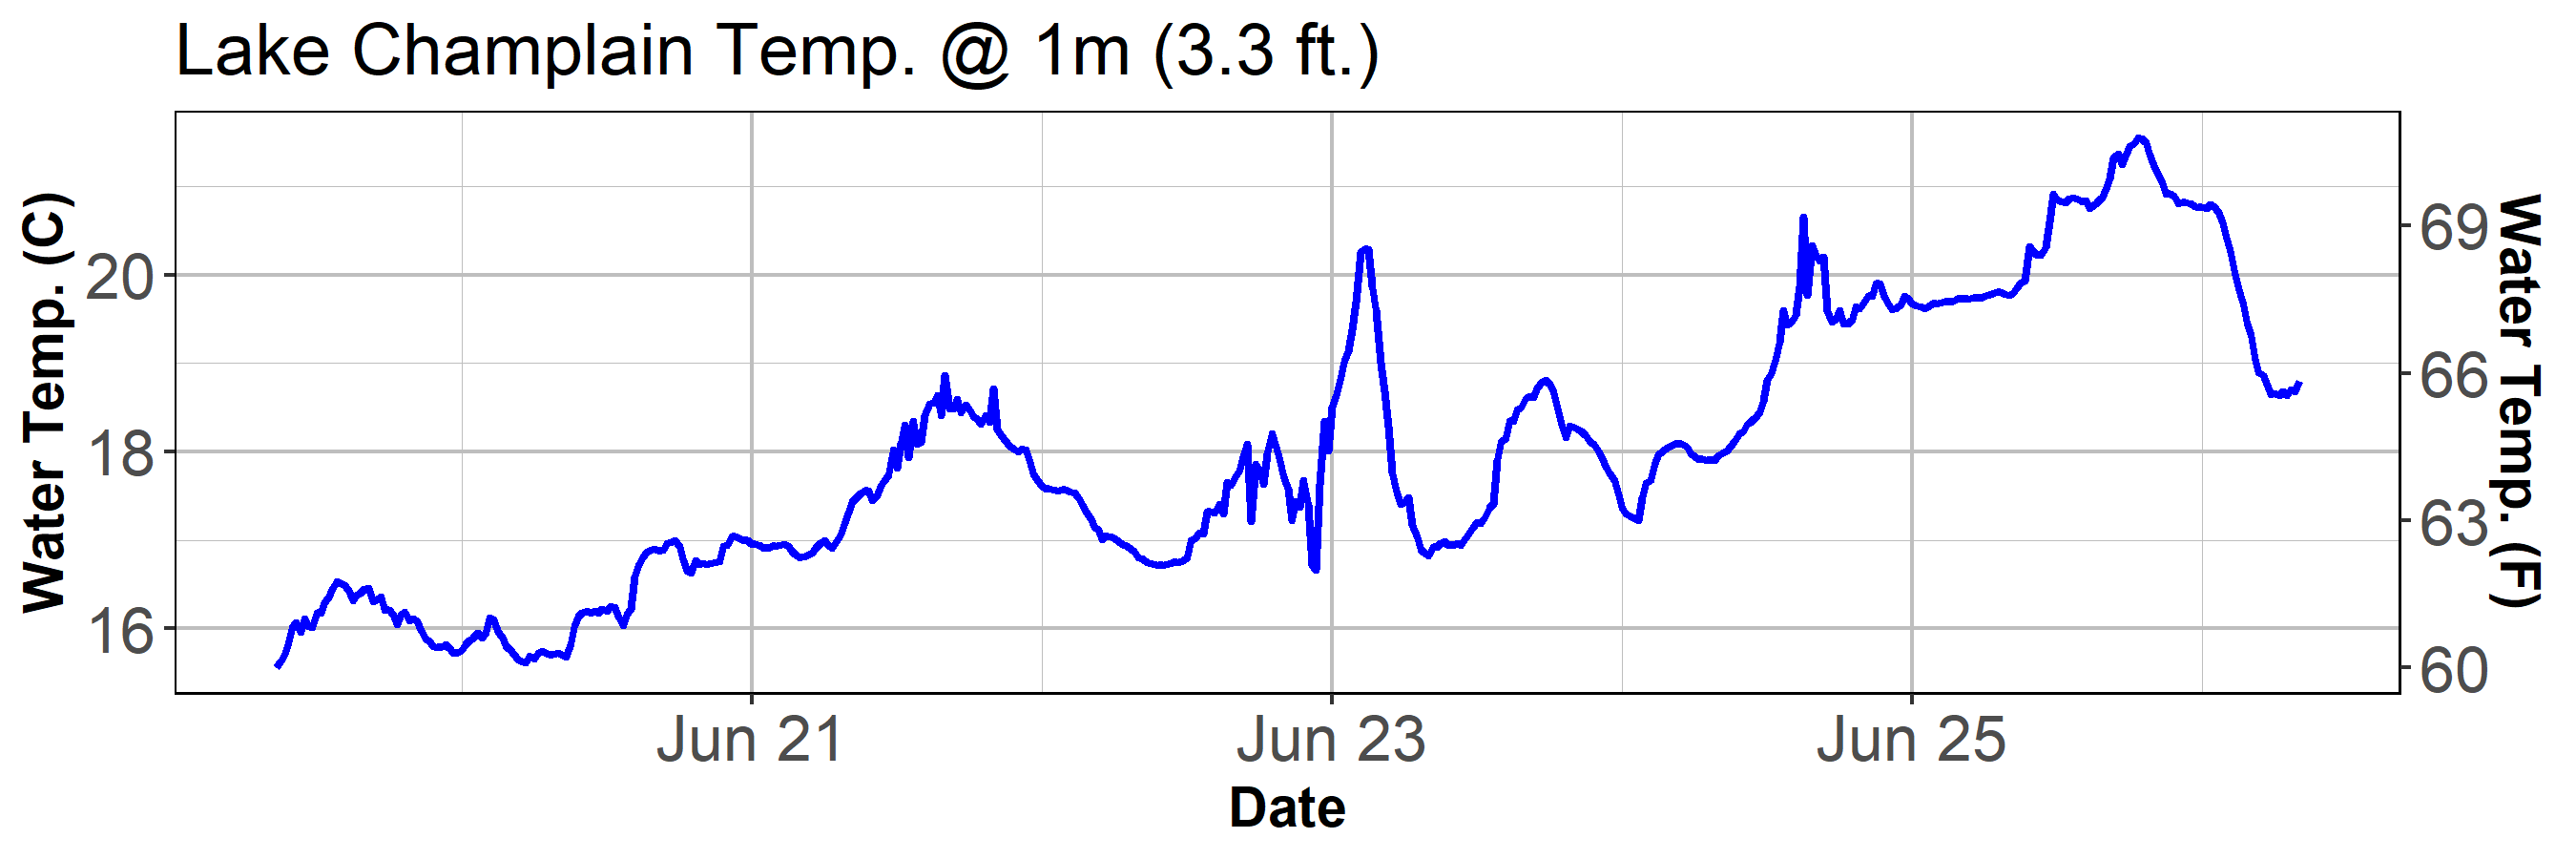 Lake Champlain Temp. @ 1m (3.3 ft.)
Water Temp. (C)
20
18
16
69
66
63
60
Water Temp. (F)
Jun 21
Jun 23
Jun 25
Date